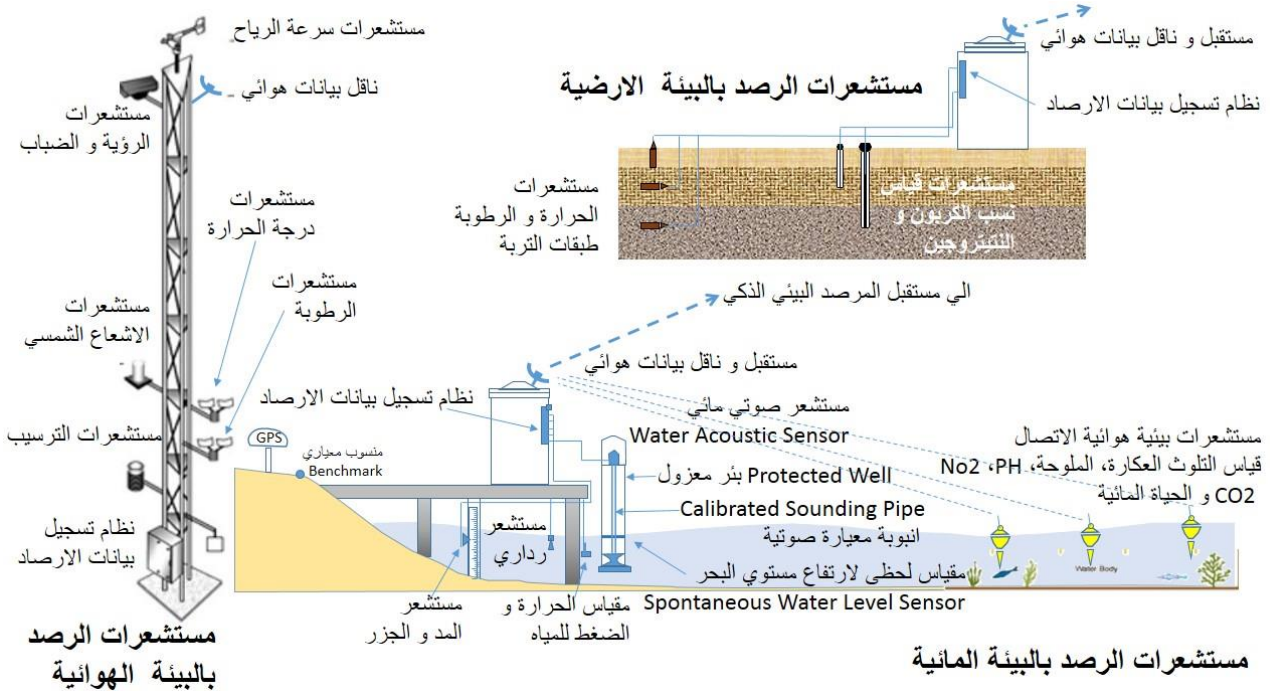 مستشعرات سرعة الرياح
ناقل بيانات هوائي
مستشعرات
الرؤية و الضباب
مستشعرات
درجة الحرارة
مستشعرات
الرطوبة
مستشعرات
الاشعاع الشمسي
مستشعرات الترسيب
نظام تسجيل
بيانات الارصاد
مستشعرات الرصد
بالبيئة الهوائية
مستقبل و ناقل بيانات هوائي
مستشعرات الرصد بالبيئة الارضية
نظام تسجيل بيانات الارصاد
مستشعرات
الحرارة و الرطوبة
طبقات التربة
مستشعرات قياس
نسب الكربون و
النتيتروجين
الي مستقبل المرصد البيئي الذكي
مستقبل و ناقل بيانات هوائي
نظام تسجيل بيانات الارصاد
مستشعر صوتي مائي
Water Acoustic Sensor
GPS
منسوب معياري
Benchmark
بئر معزول Protected Well
Calibrated Sounding Pipe
انبوبة معيارة صوتية
مستشعر
رداري
مقياس لحظى لارتفاع مستوي البحر
Spontaneous Water Level Sensor
مستشعر
المد و الجزر
مقياس الحرارة و
الضغط للمياه
مستشعرات بيئية هوائية الاتصال
قياس التلوث العكارة، الملوحة، PH، No2
CO2 و الحياة المائية
Water Body
مستشعرات الرصد بالبيئة المائية